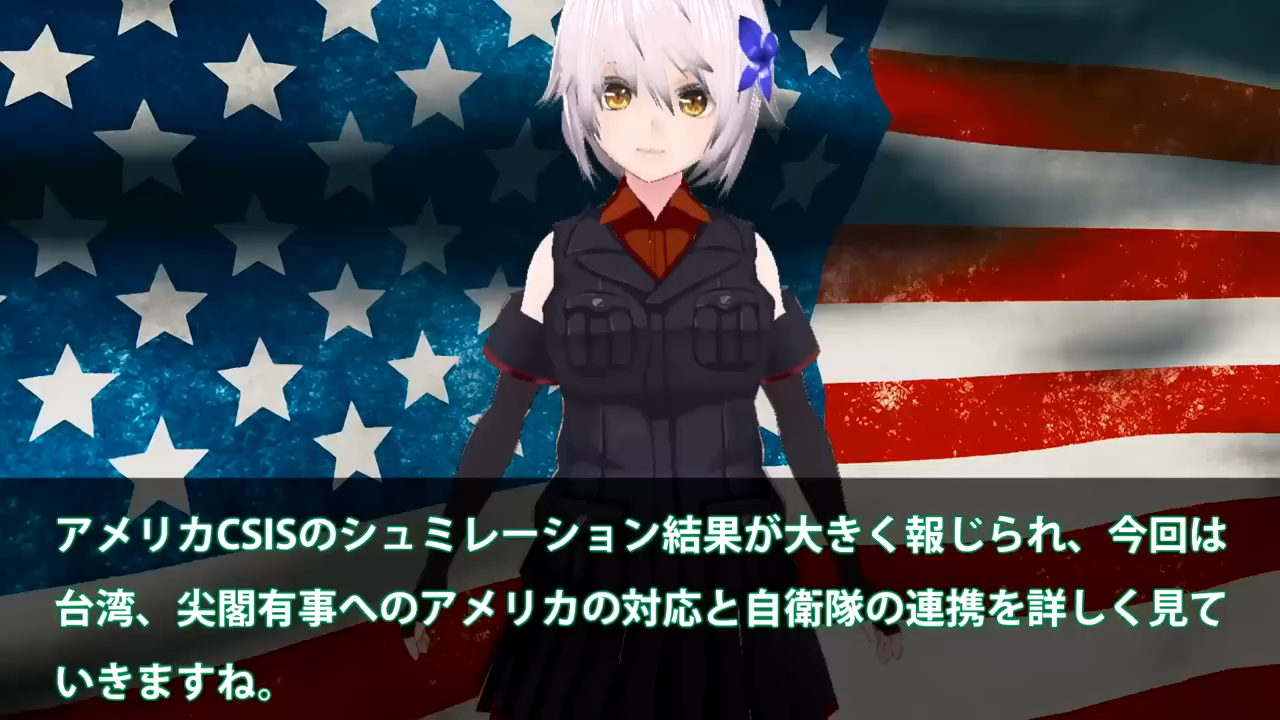 アメリカCSISのシュミレーション結果が大きく報じられ、今回は
台湾、尖閣有事へのアメリカの対応と自衛隊の連携を詳しく見て
いきますね。